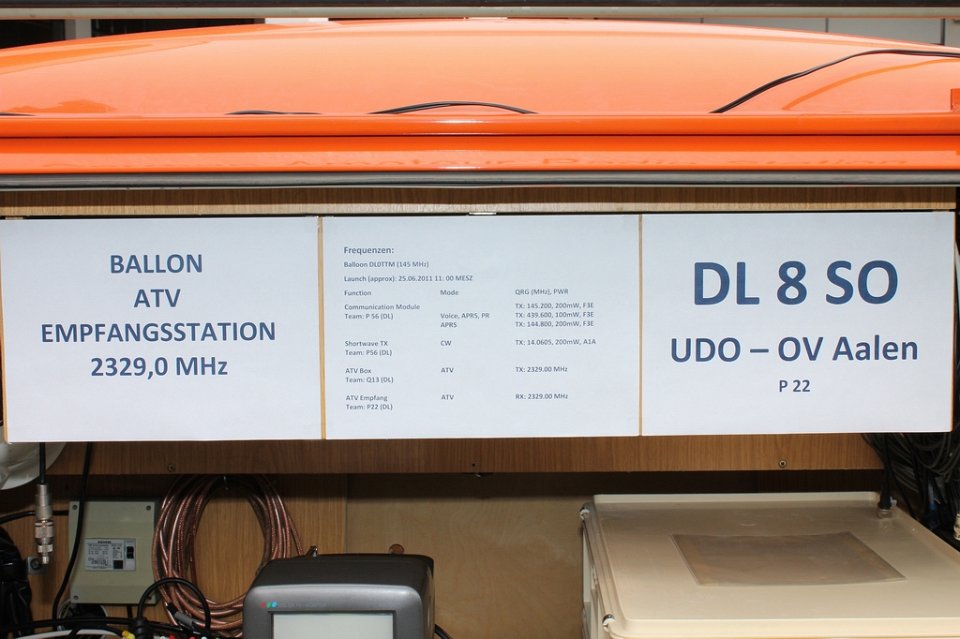 BALLON
ATV
EMPFANGSSTATION
2329,0 MHz
Frequenzen:
Balloon DL0TTM (145 MHz)
Launch (approx): 25.06.2011 11: 00 MESZ
Function Mode QRG (MHz), PWR
Communication Module TX: 145.200, 200mW, F3E
Team: P 56 (DL) Voice, APRS, PR TX: 439.600, 100mW, F3E
APRS TX: 144.800, 200mW, F3E
Shortwave TX CW TX: 14.0605, 200mW, A1A
Team: P56 (DL)
ATV Box ATV TX: 2329.00 MHz
Team: Q13 (DL)
ATV Empfang ATV RX: 2329.00 MHz
Team: P22 (DL)
DL 8 SO
UDO – OV Aalen
P 22